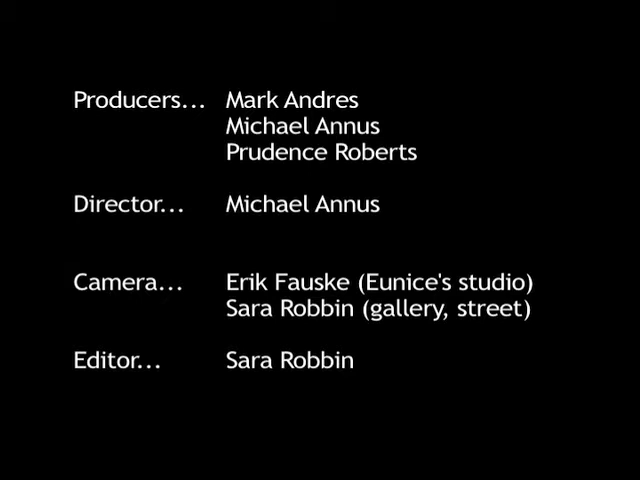 Producers... Mark Andres
Michael Annus
Prudence Roberts
Director... Michael Annus
Camera... Erik Fauske (Eunice's studio)
Sara Robbin (gallery, street)
Editor... Sara Robbin